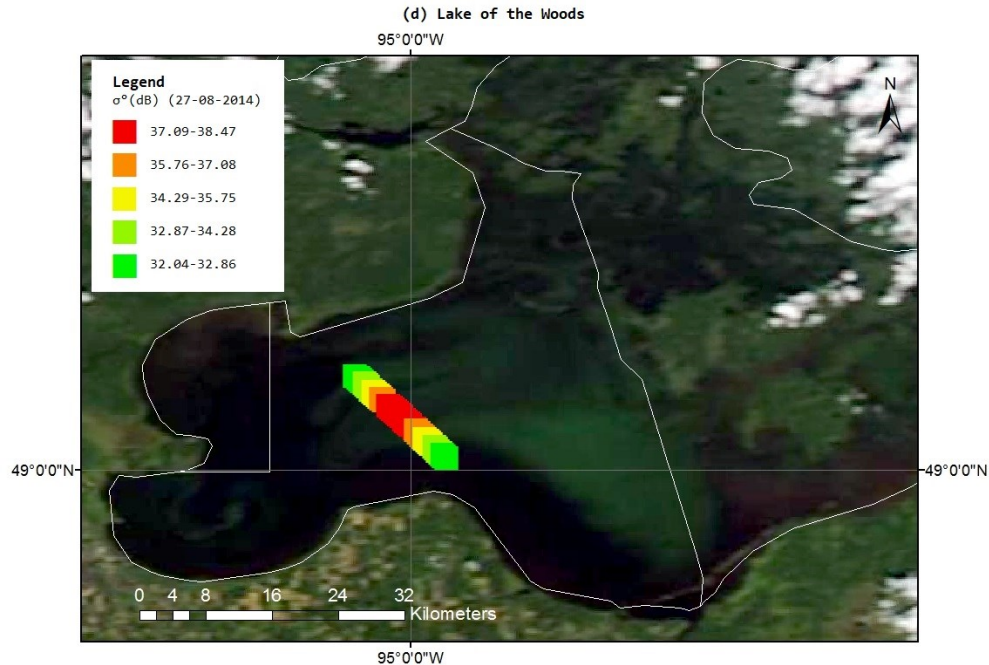 (d) Lake of the Woods
95°0'0"W
Legend
σ°(dB) (27-08-2014)
37.09-38.47
35.76-37.08
34.29-35.75
32.87-34.28
32.04-32.86
N
49°0'0"N 49°0'0"N
0 4 8 16 24 32
Kilometers
95°0'0"W